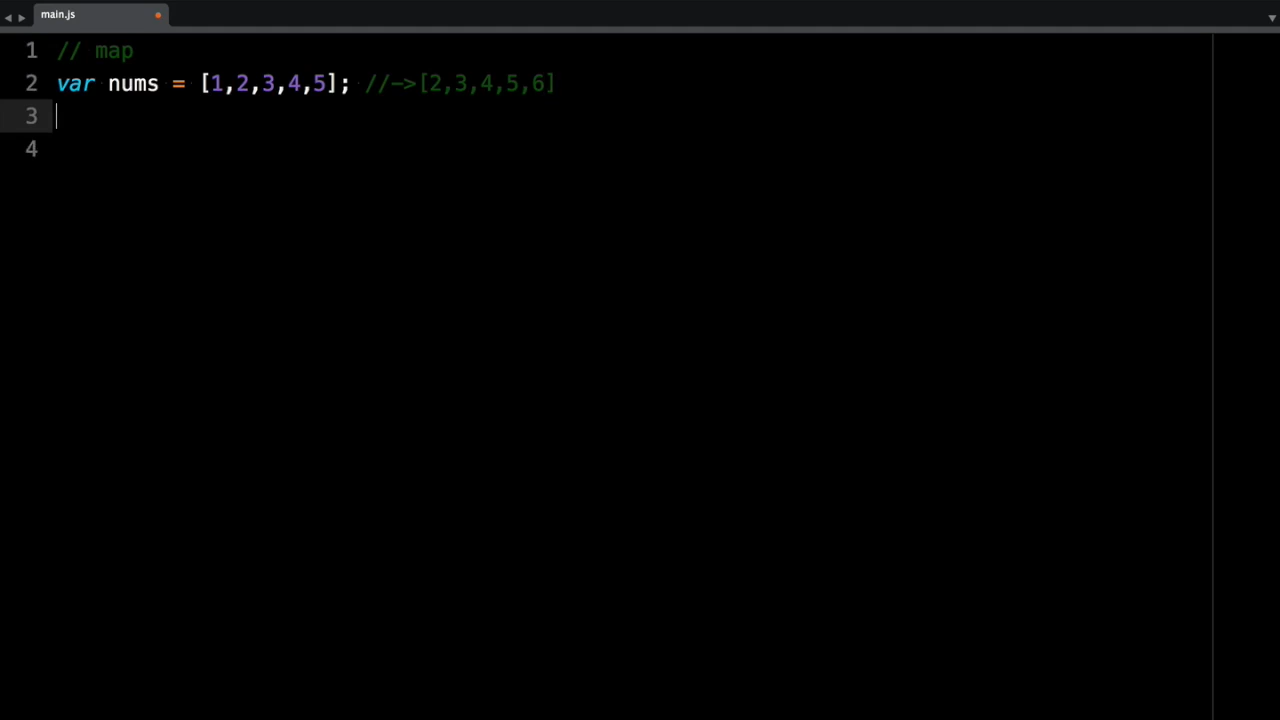 main.js
1 // map
2 var nums = [1,2,3,4,5]; //->[2,3,4,5,6]
3
4